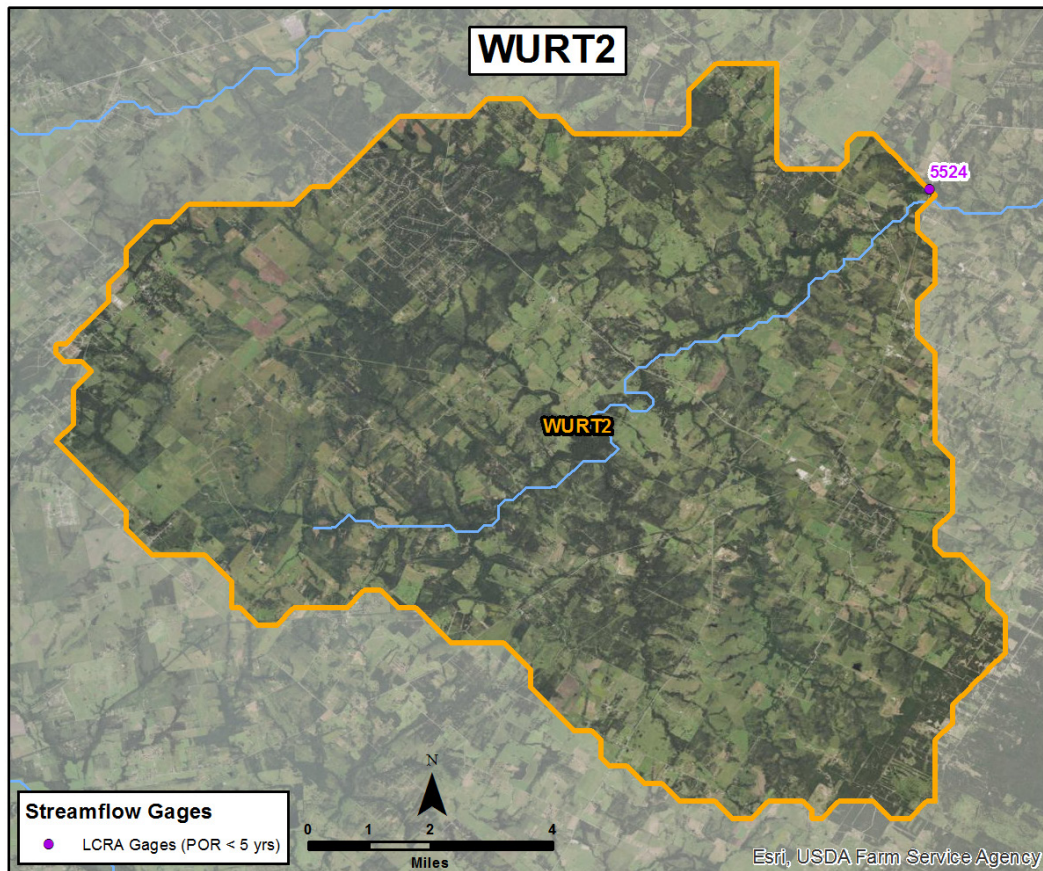 WURT2
5524
WURT2
N
Streamflow Gages
LCRA Gages (POR < 5 yrs)
0 1 2 4
Miles
Esri, USDA Farm Service Agency